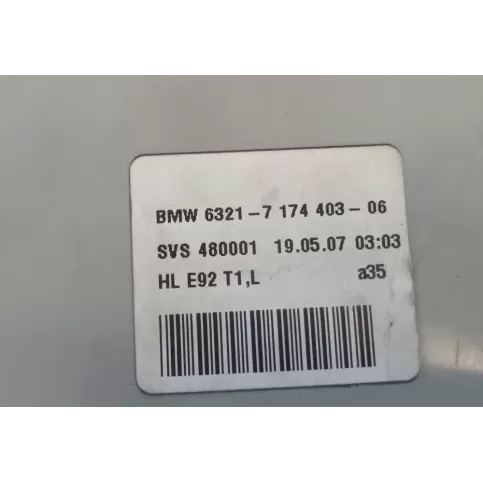 BMW 6321-7 174 403-06
SVS 480001 19.05.07 03:03
HL E92 T1,L a35